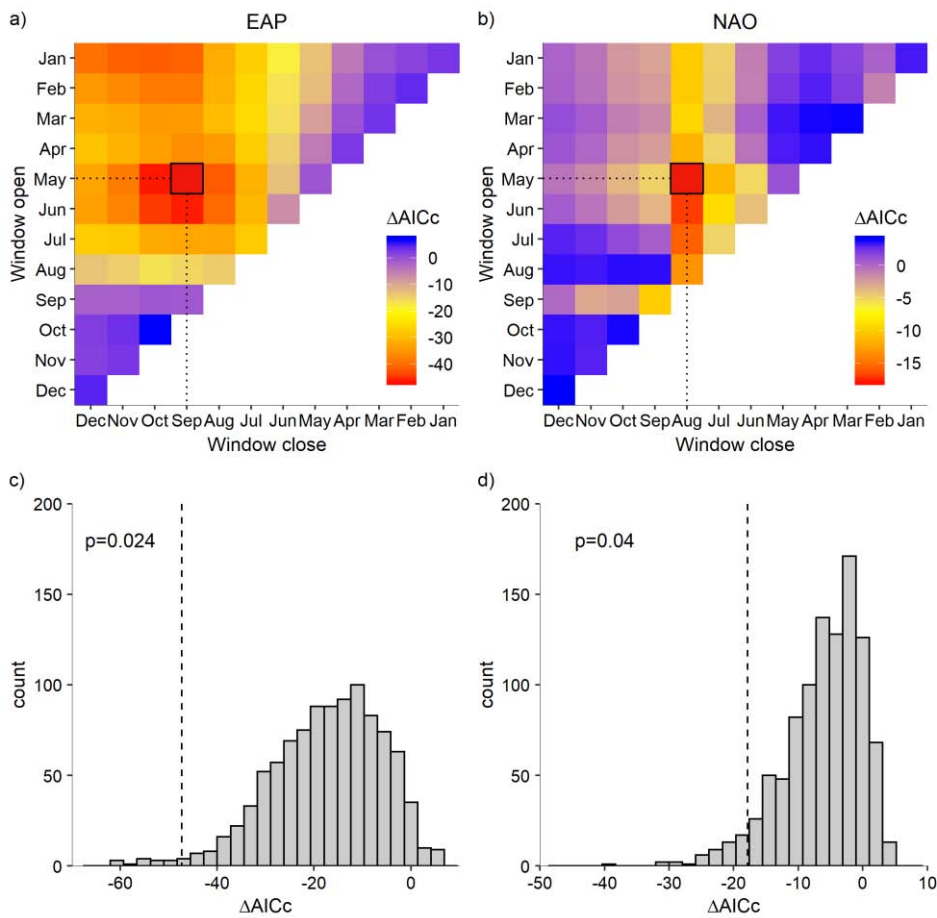 a) EAP
Jan
Feb
Mar
Apr
May
Jun
Jul
Aug
Sep
Oct
Nov
Dec
Window open
Dec Nov Oct Sep Aug Jul Jun May Apr Mar Feb Jan
Window close
ΔAICc
0
-10
-20
-30
-40
b) NAO
Jan
Feb
Mar
Apr
May
Jun
Jul
Aug
Sep
Oct
Nov
Dec
Window open
Dec Nov Oct Sep Aug Jul Jun May Apr Mar Feb Jan
Window close
ΔAICc
0
-5
-10
-15
c)
p=0.024
200
150
100
50
0
count
-60 -40 -20 0
ΔAICc
d)
p=0.04
200
150
100
50
0
count
-50 -40 -30 -20 -10 0 10
ΔAICc